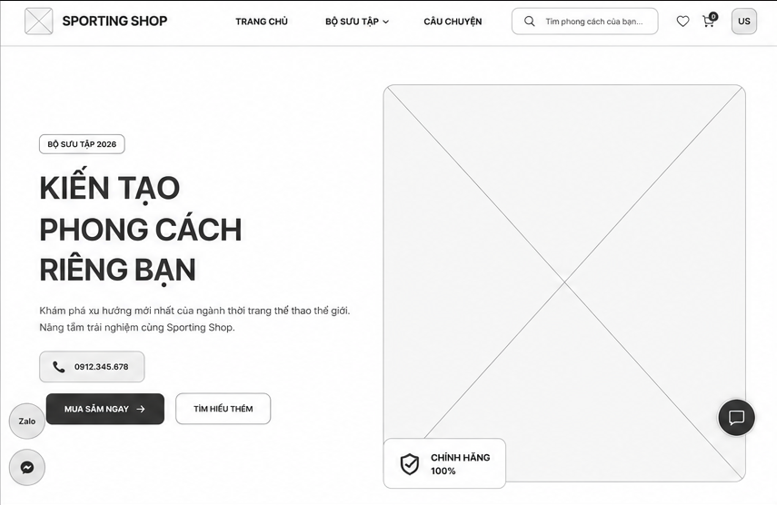 SPORTING SHOP
TRANG CHỦ
BỘ SƯU TẬP
CÂU CHUYỆN
Tìm phong cách của bạn...
0
US
BỘ SƯU TẬP 2026
KIẾN TẠO
PHONG CÁCH
RIÊNG BẠN
Khám phá xu hướng mới nhất của ngành thời trang thể thao thế giới.
Nâng tầm trải nghiệm cùng Sporting Shop.
0912.345.678
MUA SẮM NGAY
TÌM HIỂU THÊM
Zalo
CHÍNH HÃNG
100%